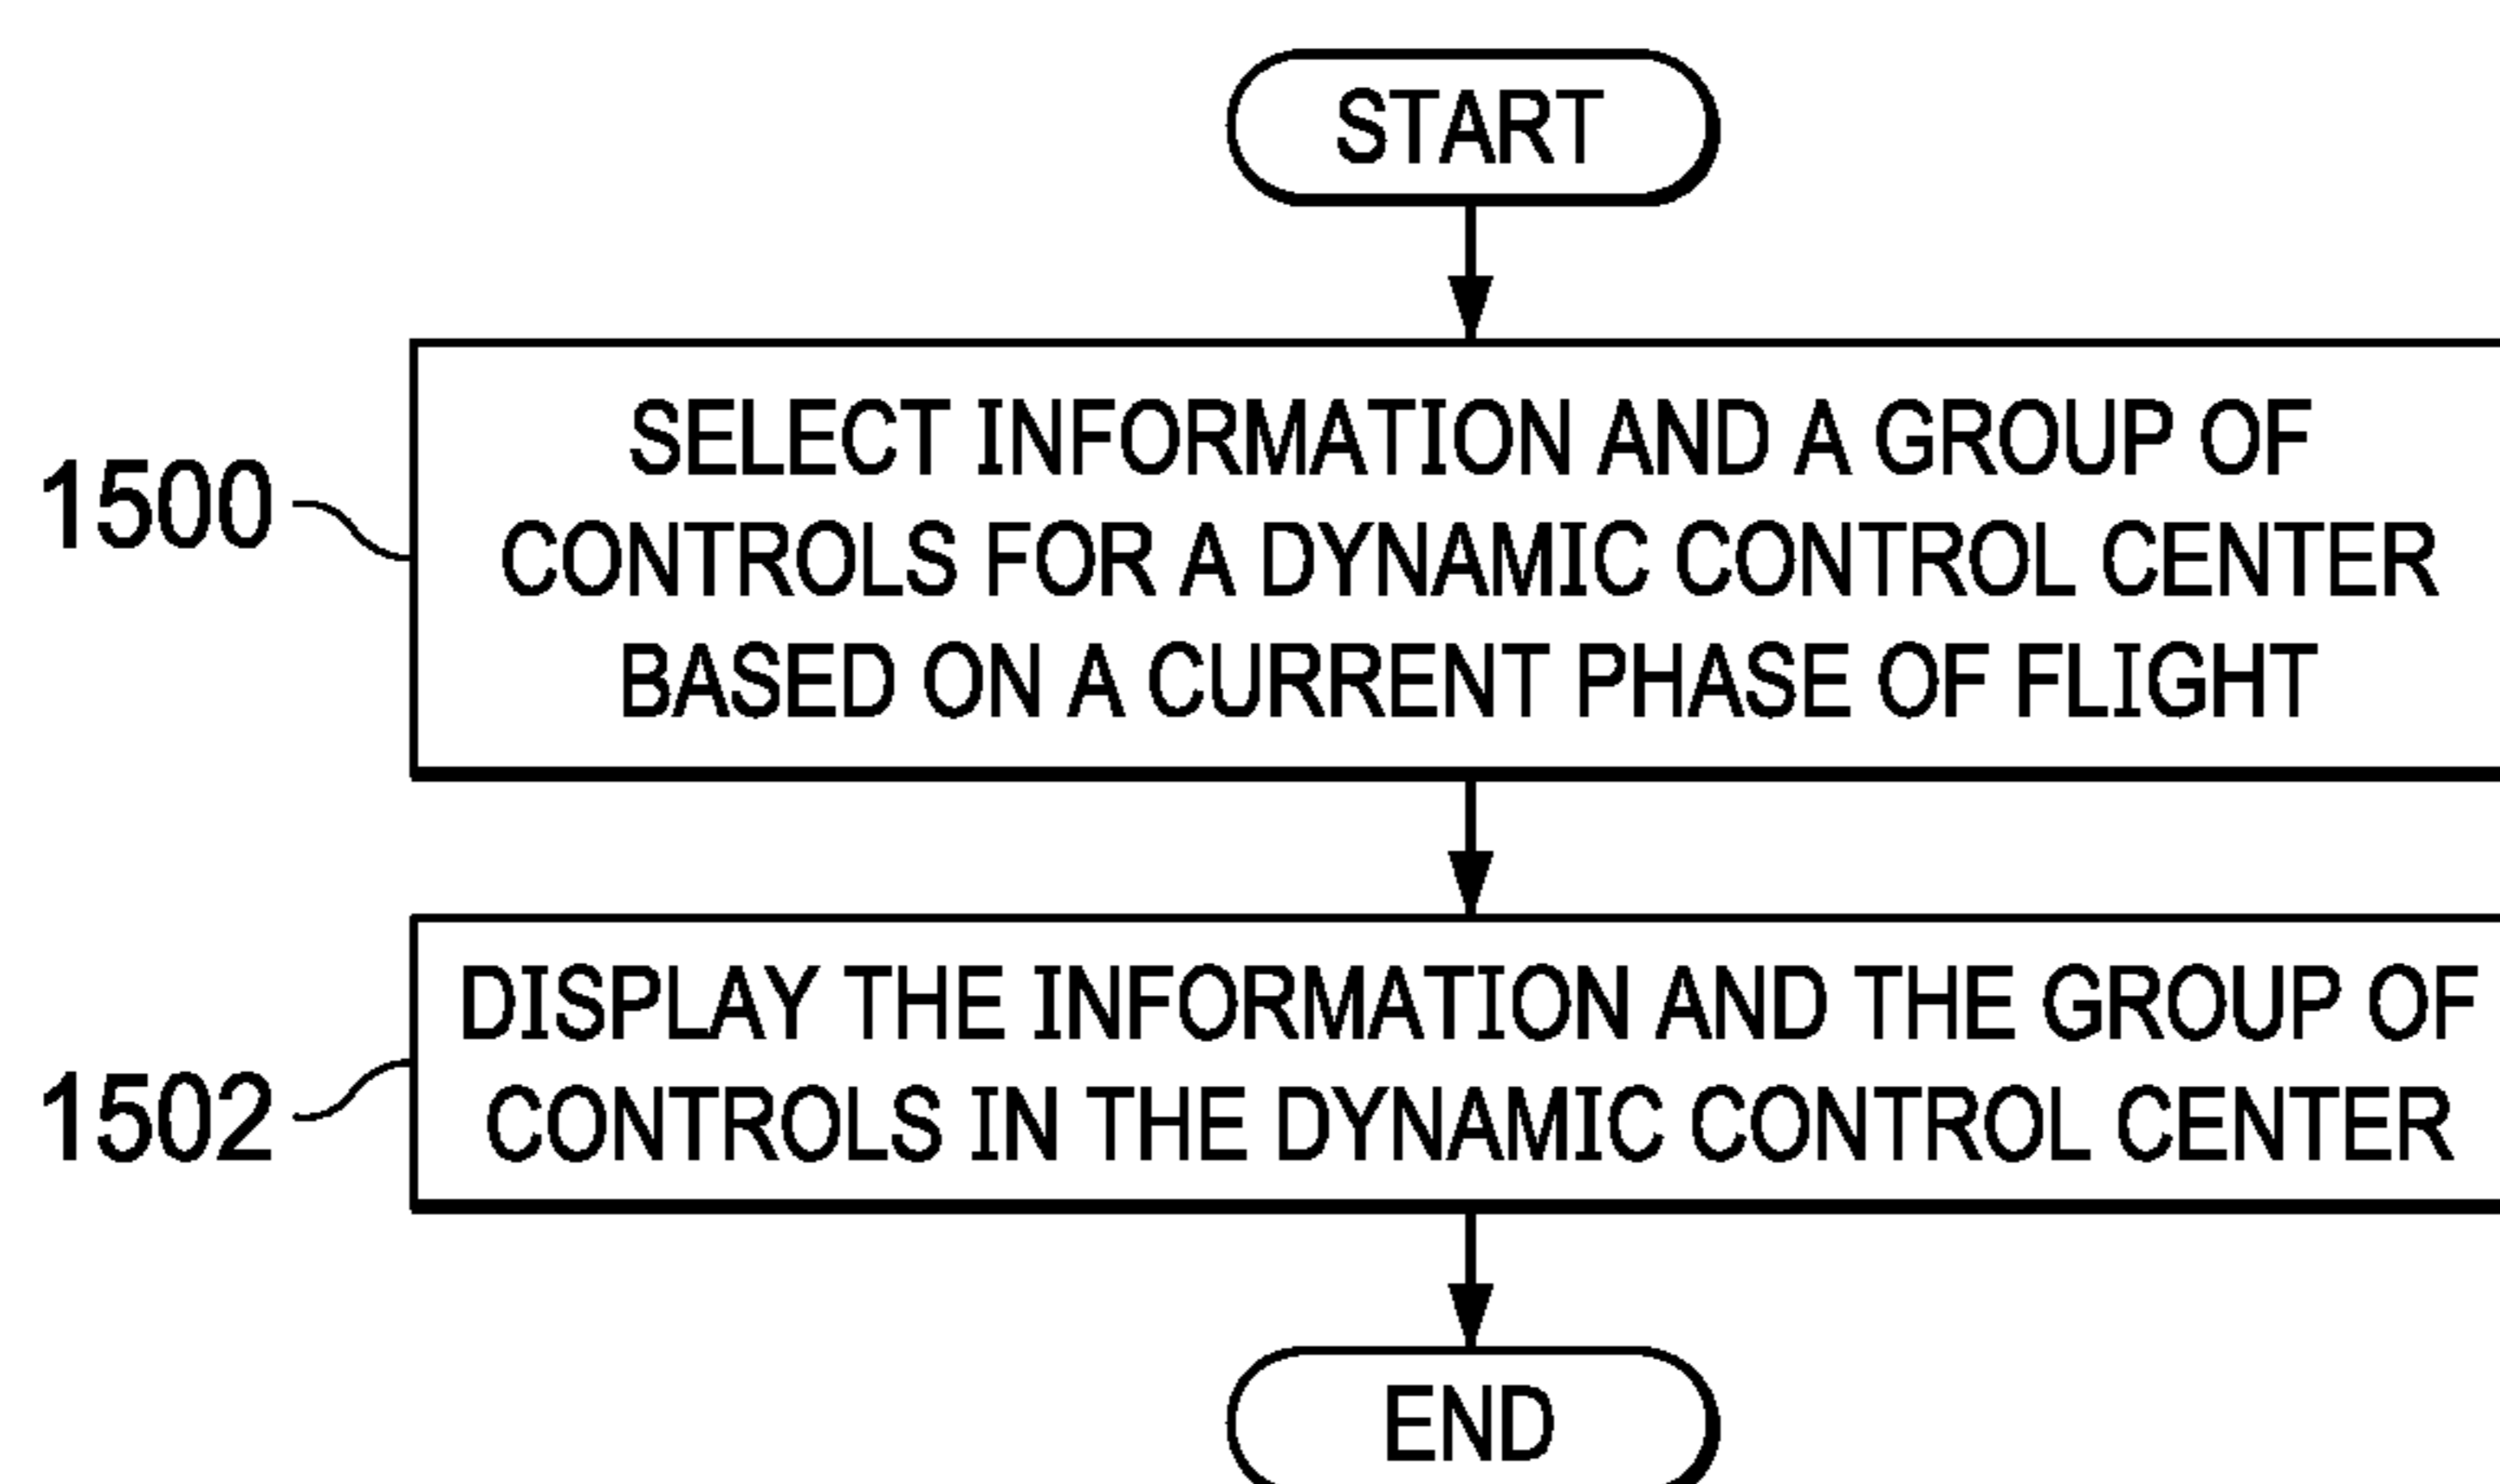 START
SELECT INFORMATION AND A GROUP OF
CONTROLS FOR A DYNAMIC CONTROL CENTER
BASED ON A CURRENT PHASE OF FLIGHT
1500
DISPLAY THE INFORMATION AND THE GROUP OF
CONTROLS IN THE DYNAMIC CONTROL CENTER
1502
END